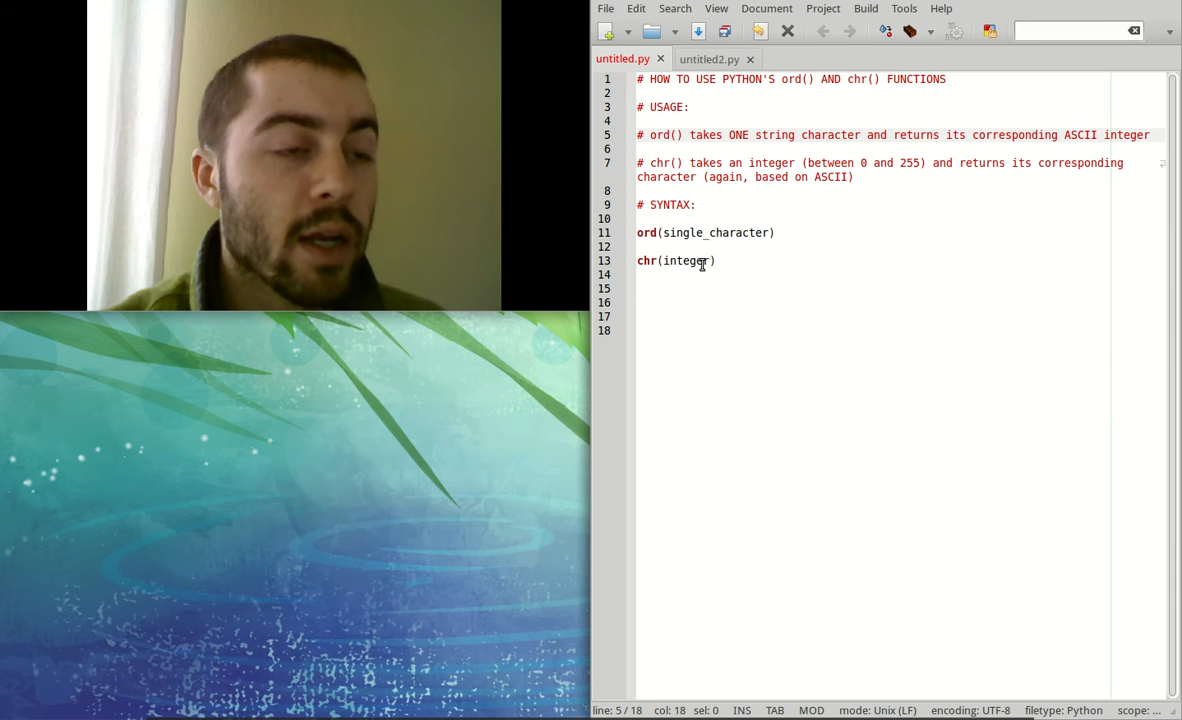 File Edit Search View Document Project Build Tools Help
untitled.py untitled2.py
1 # HOW TO USE PYTHON'S ord() AND chr() FUNCTIONS
2
3 # USAGE:
4
5 # ord() takes ONE string character and returns its corresponding ASCII integer
6
7 # chr() takes an integer (between 0 and 255) and returns its corresponding
character (again, based on ASCII)
8
9 # SYNTAX:
10
11 ord(single_character)
12
13 chr(integer)
14
15
16
17
18
line: 5 / 18 col: 18 sel: 0 INS TAB MOD mode: Unix (LF) encoding: UTF-8 filetype: Python scope: ...